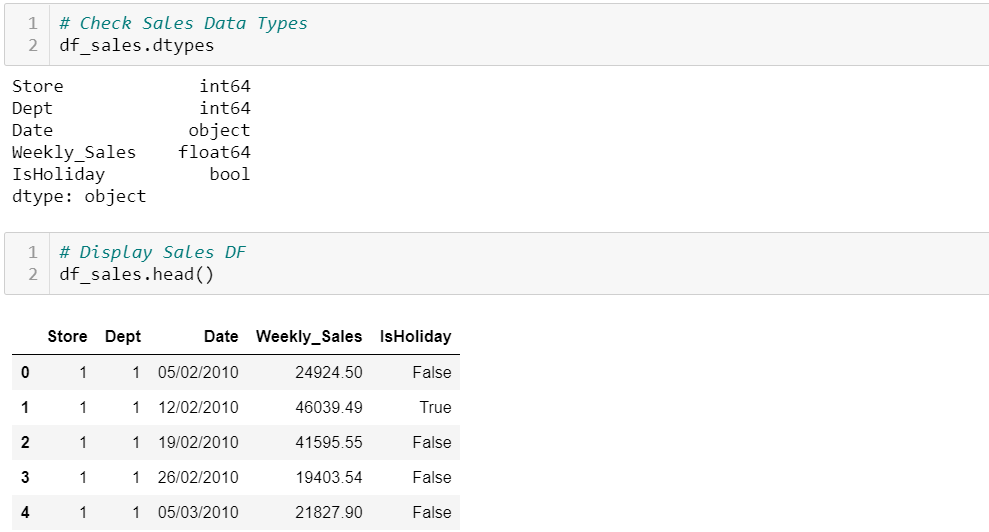 1 # Check Sales Data Types
2 df_sales.dtypes
Store int64
Dept int64
Date object
Weekly_Sales float64
IsHoliday bool
dtype: object
1 # Display Sales DF
2 df_sales.head()
Store Dept Date Weekly_Sales IsHoliday
0 1 1 05/02/2010 24924.50 False
1 1 1 12/02/2010 46039.49 True
2 1 1 19/02/2010 41595.55 False
3 1 1 26/02/2010 19403.54 False
4 1 1 05/03/2010 21827.90 False